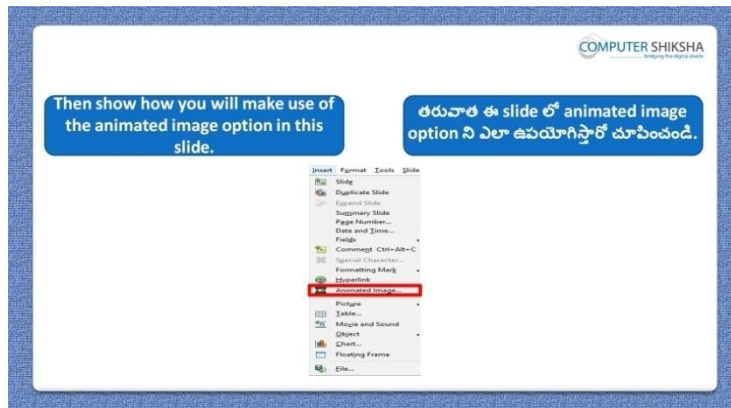 COMPUTER SHIKSHA
bridging the digital divide
Then show how you will make use of
the animated image option in this
slide.
తరువాత ఈ slide లో animated image
option ని ఎలా ఉపయోగిస్తారో చూపించండి.
Insert Format Tools Slide
Slide
Duplicate Slide
Expand Slide
Summary Slide
Page Number...
Date and Time...
Fields
Comment Ctrl+Alt+C
Special Character...
Formatting Mark
Hyperlink
Animated Image...
Picture
Table...
Movie and Sound
Object
Chart...
Floating Frame
File...